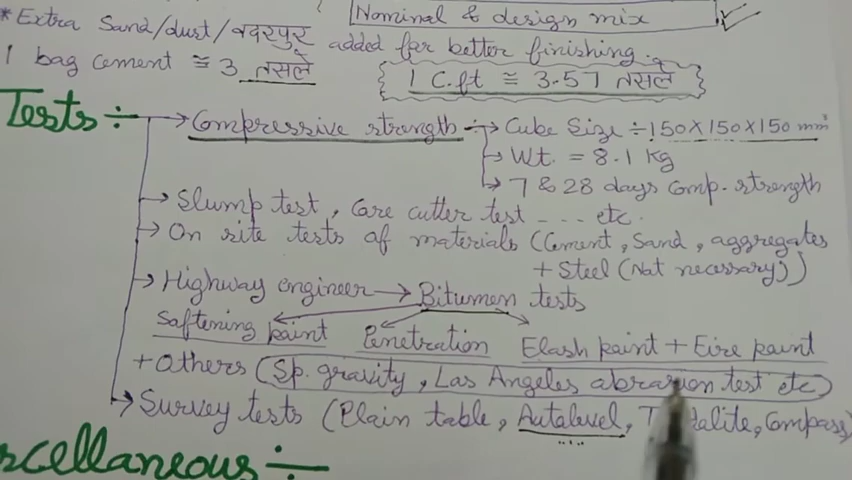 Nominal & design mix
*Extra Sand/dust/बदरपुर added for better finishing.
1 bag cement ≅ 3 तसले
1 C.ft ≅ 3.57 तसले
Tests ÷
→ Compressive strength ÷ → Cube Size ÷ 150X150X150 mm
→ Wt. = 8.1 Kg
→ 7 & 28 days Comp. strength
→ Slump test, Core cutter test --- etc.
→ On site tests of materials (Cement, Sand, aggregates
+ Steel (Not necessary))
→ Highway engineer → Bitumen tests
Softening point Penetration Flash point + Fire point
+ Others (Sp. gravity, Los Angeles abrasion test etc)
→ Survey tests (Plain table, Autolevel, Compass)
scellaneous ÷